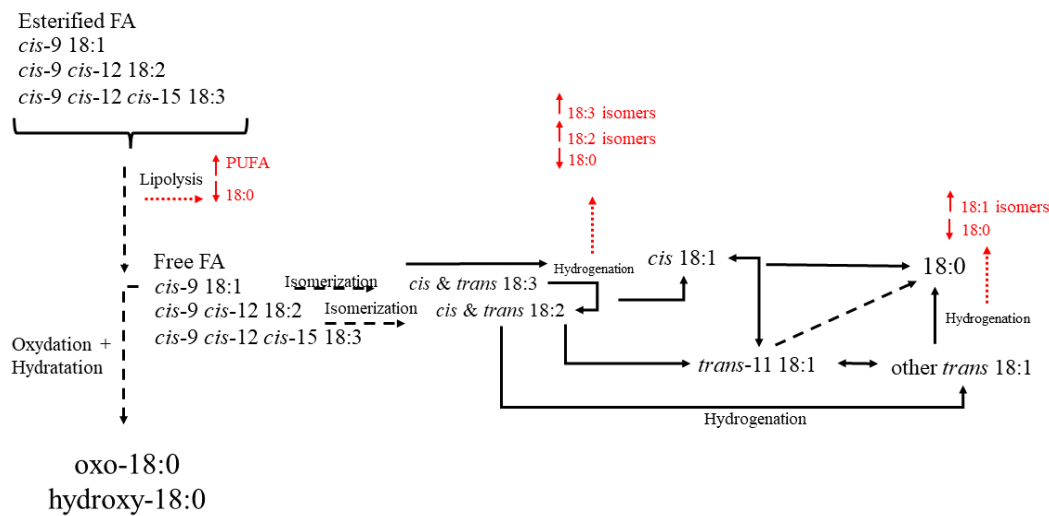 Esterified FA
cis-9 18:1
cis-9 cis-12 18:2
cis-9 cis-12 cis-15 18:3
Lipolysis
PUFA
18:0
18:3 isomers
18:2 isomers
18:0
18:1 isomers
18:0
Free FA
cis-9 18:1
cis-9 cis-12 18:2
cis-9 cis-12 cis-15 18:3
Isomerization
Isomerization
cis & trans 18:3
cis & trans 18:2
Hydrogenation
cis 18:1
18:0
Hydrogenation
Oxydation +
Hydratation
trans-11 18:1
other trans 18:1
Hydrogenation
oxo-18:0
hydroxy-18:0